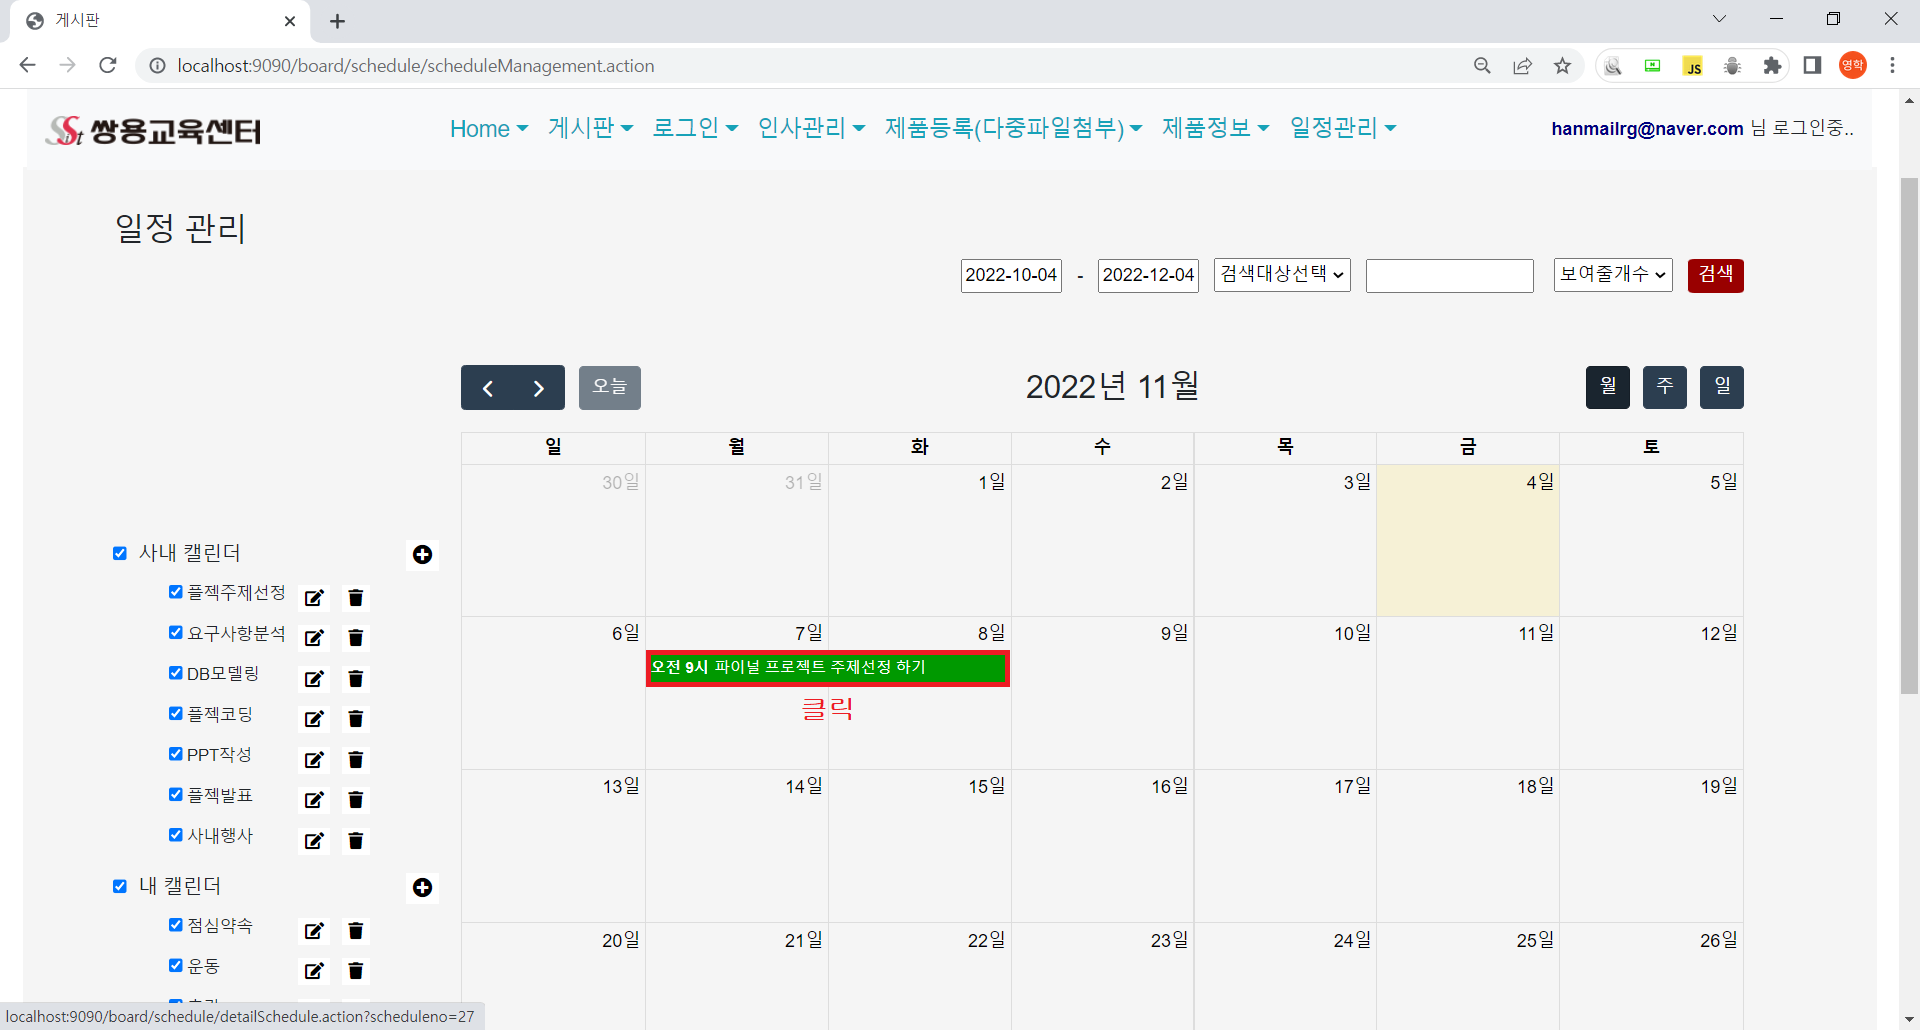 게시판
localhost:9090/board/schedule/scheduleManagement.action
JS
영학
Sist 쌍용교육센터
Home 게시판 로그인 인사관리 제품등록(다중파일첨부) 제품정보 일정관리
hanmailrg@naver.com 님 로그인중..
일정 관리
2022-10-04 - 2022-12-04 검색대상선택 보여줄개수 검색
오늘 2022년 11월 월 주 일
일 월 화 수 목 금 토
30일 31일 1일 2일 3일 4일 5일
사내 캘린더
플젝주제선정
요구사항분석
DB모델링
플젝코딩
PPT작성
플젝발표
사내행사
내 캘린더
점심약속
운동
6일 7일 8일 9일 10일 11일 12일
오전 9시 파이널 프로젝트 주제선정 하기
클릭
13일 14일 15일 16일 17일 18일 19일
20일 21일 22일 23일 24일 25일 26일
localhost:9090/board/schedule/detailSchedule.action?scheduleno=27